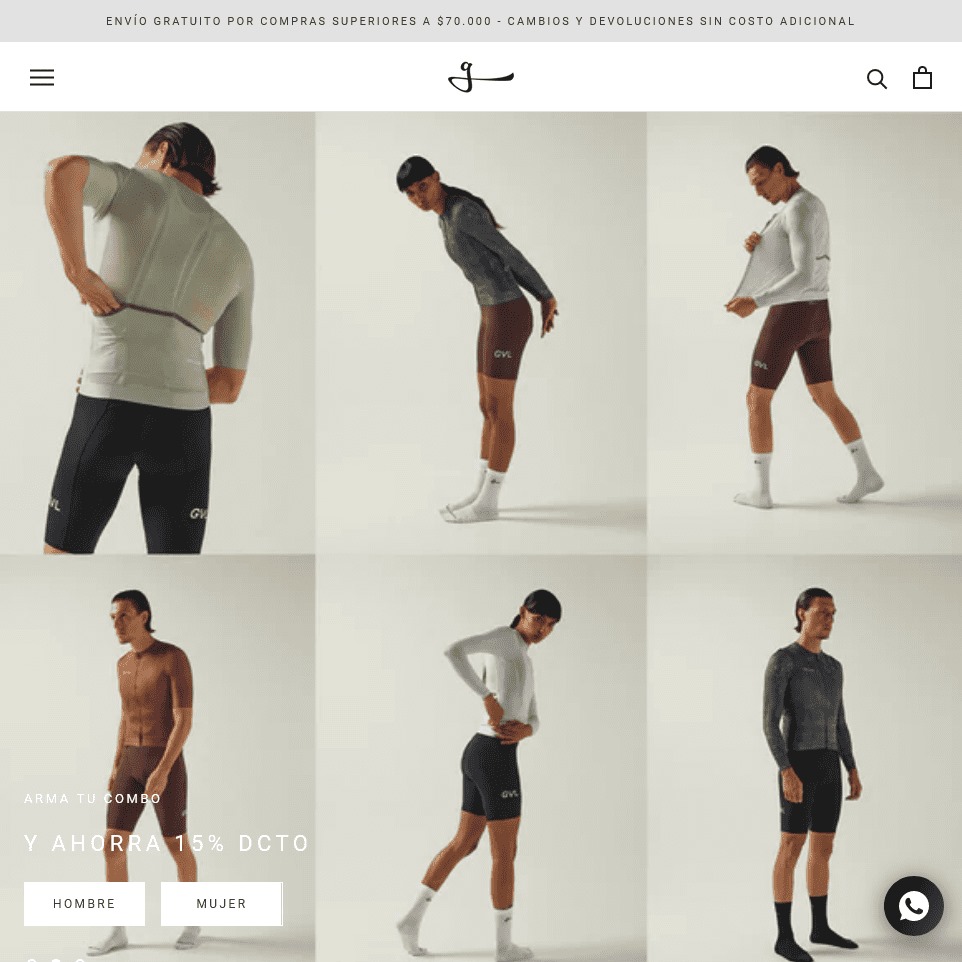 ENVÍO GRATUITO POR COMPRAS SUPERIORES A $70.000 - CAMBIOS Y DEVOLUCIONES SIN COSTO ADICIONAL
g
GVL
GVL
GVL
GVL
GVL
ARMA TU COMBO
Y AHORRA 15% DCTO
HOMBRE
MUJER